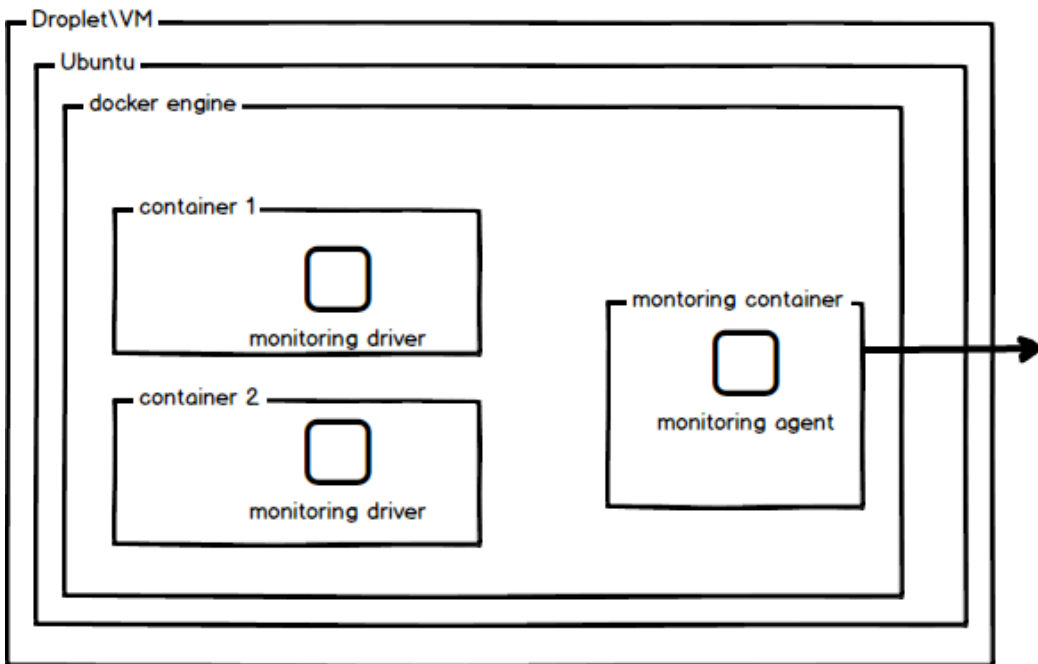 Droplet\VM
Ubuntu
docker engine
container 1
monitoring driver
container 2
monitoring driver
montoring container
monitoring agent